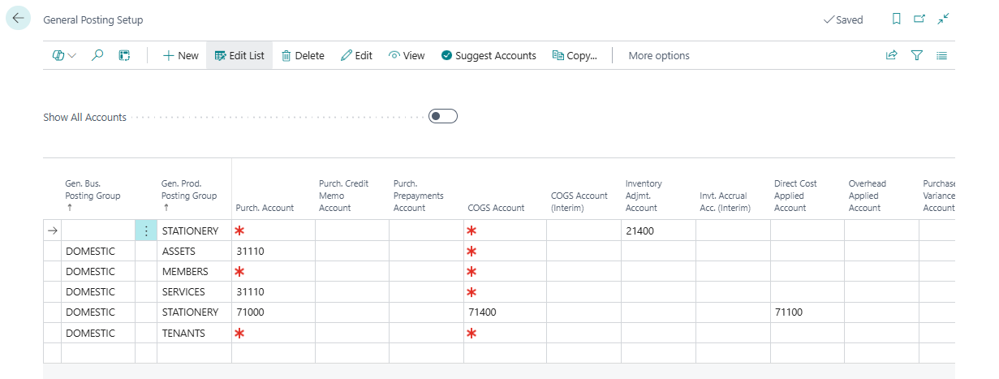 General Posting Setup
Saved
New Edit List Delete Edit View Suggest Accounts Copy... More options
Show All Accounts
Gen. Bus. Posting Group ↑ Gen. Prod. Posting Group ↑ Purch. Account Purch. Credit Memo Account Purch. Prepayments Account COGS Account COGS Account (Interim) Inventory Adjmt. Account Invt. Accrual Acc. (Interim) Direct Cost Applied Account Overhead Applied Account Purchase Variance Account
STATIONERY * * 21400
DOMESTIC ASSETS 31110 *
DOMESTIC MEMBERS * *
DOMESTIC SERVICES 31110 *
DOMESTIC STATIONERY 71000 71400 71100
DOMESTIC TENANTS * *